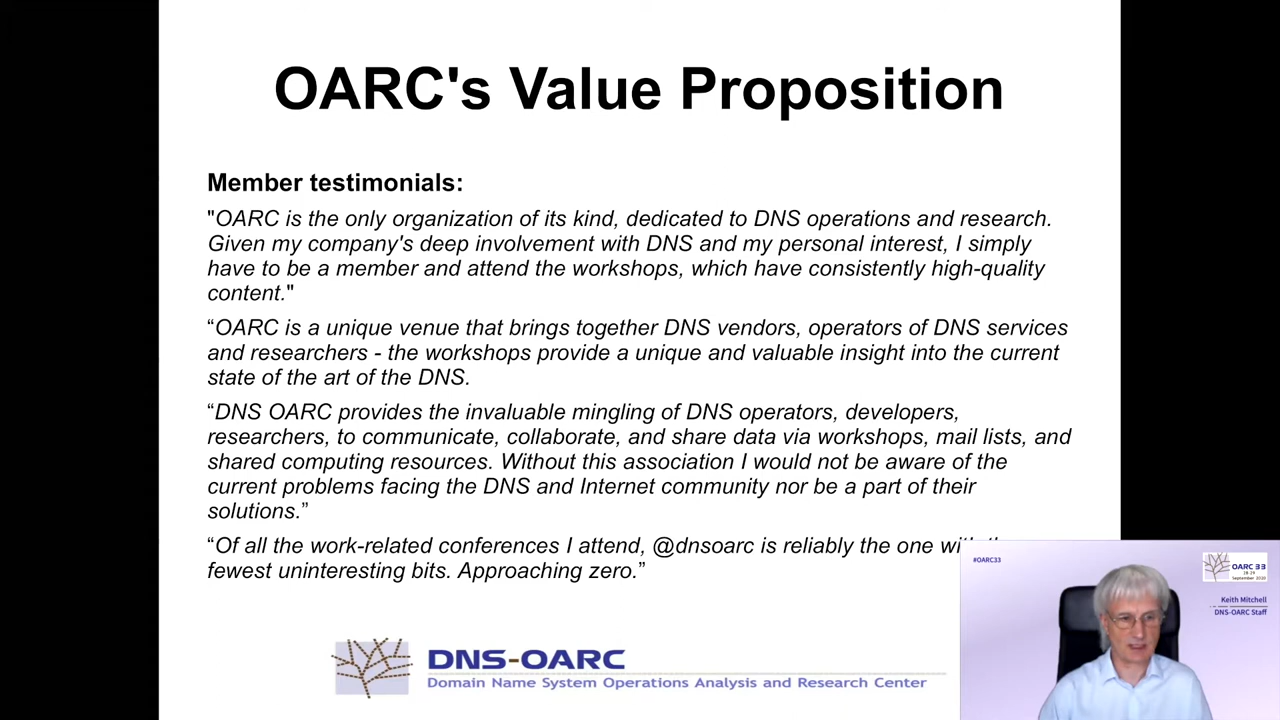 OARC's Value Proposition
Member testimonials:
"OARC is the only organization of its kind, dedicated to DNS operations and research.
Given my company's deep involvement with DNS and my personal interest, I simply
have to be a member and attend the workshops, which have consistently high-quality
content."
“OARC is a unique venue that brings together DNS vendors, operators of DNS services
and researchers - the workshops provide a unique and valuable insight into the current
state of the art of the DNS.
“DNS OARC provides the invaluable mingling of DNS operators, developers,
researchers, to communicate, collaborate, and share data via workshops, mail lists, and
shared computing resources. Without this association I would not be aware of the
current problems facing the DNS and Internet community nor be a part of their
solutions.”
“Of all the work-related conferences I attend, @dnsoarc is reliably the one with the
fewest uninteresting bits. Approaching zero.”
DNS-OARC
Domain Name System Operations Analysis and Research Center
#OARC33
OARC 33
28-29
September 2020
Keith Mitchell
DNS-OARC Staff